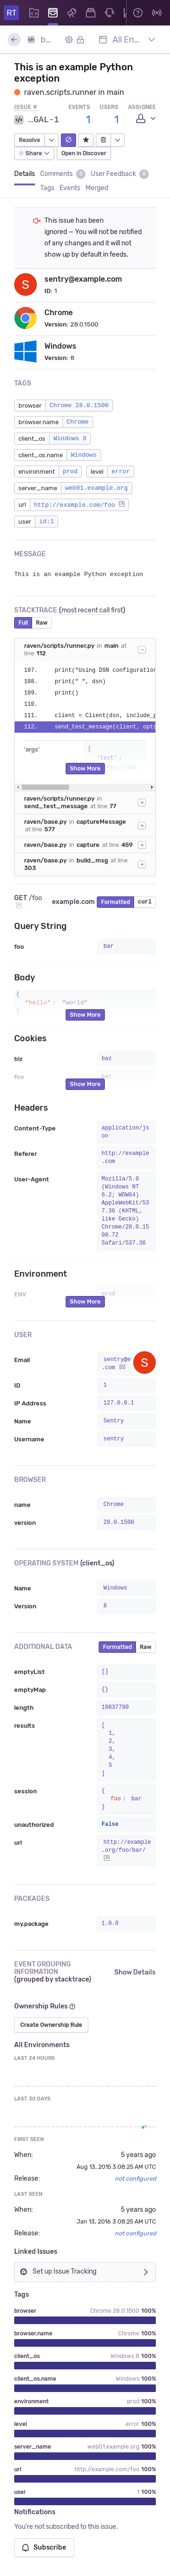 RT
b...
All En...
This is an example Python
exception
raven.scripts.runner in main
ISSUE # EVENTS USERS ASSIGNEE
...GAL-1 1 1
Resolve
Share Open in Discover
Details Comments 0 User Feedback 0
Tags Events Merged
This issue has been
ignored — You will not be notified
of any changes and it will not
show up by default in feeds.
S
sentry@example.com
ID: 1
Chrome
Version: 28.0.1500
Windows
Version: 8
TAGS
browser Chrome 28.0.1500
browser.name Chrome
client_os Windows 8
client_os.name Windows
environment prod level error
server_name web01.example.org
url http://example.com/foo
user id:1
MESSAGE
This is an example Python exception
STACKTRACE (most recent call first)
Full Raw
raven/scripts/runner.py in main at
line 112
107. print("Using DSN configuration
108. print(" ", dsn)
109. print()
110.
111. client = Client(dsn, include_p
112. send_test_message(client, opti
'args'
[
'test',
Show More
raven/scripts/runner.py in
send_test_message at line 77
raven/base.py in captureMessage
at line 577
raven/base.py in capture at line 459
raven/base.py in build_msg at line
303
GET /foo example.com Formatted curl
Query String
foo bar
Body
{
"hello": "world"
}
Show More
Cookies
biz baz
foo bar
Show More
Headers
Content-Type application/js
on
Referer http://example
.com
User-Agent Mozilla/5.0
(Windows NT
6.2; WOW64)
AppleWebKit/53
7.36 (KHTML,
like Gecko)
Chrome/28.0.15
00.72
Safari/537.36
Environment
ENV prod
Show More
USER
Email sentry@e
.com
S
ID 1
IP Address 127.0.0.1
Name Sentry
Username sentry
BROWSER
name Chrome
version 28.0.1500
OPERATING SYSTEM (client_os)
Name Windows
Version 8
ADDITIONAL DATA Formatted Raw
emptyList []
emptyMap {}
length 10837790
results [
1,
2,
3,
4,
5
]
session {
foo: bar
}
unauthorized False
url http://example
.org/foo/bar/
PACKAGES
my.package 1.0.0
EVENT GROUPING
INFORMATION
(grouped by stacktrace)
Show Details
Ownership Rules
Create Ownership Rule
All Environments
LAST 24 HOURS
LAST 30 DAYS
FIRST SEEN
When: 5 years ago
Aug 13, 2015 3:08:25 AM UTC
Release: not configured
LAST SEEN
When: 5 years ago
Jan 13, 2016 3:08:25 AM UTC
Release: not configured
Linked Issues
Set up Issue Tracking
Tags
browser Chrome 28.0.1500 100%
browser.name Chrome 100%
client_os Windows 8 100%
client_os.name Windows 100%
environment prod 100%
level error 100%
server_name web01.example.org 100%
url http://example.com/foo 100%
user 1 100%
Notifications
You're not subscribed to this issue.
Subscribe